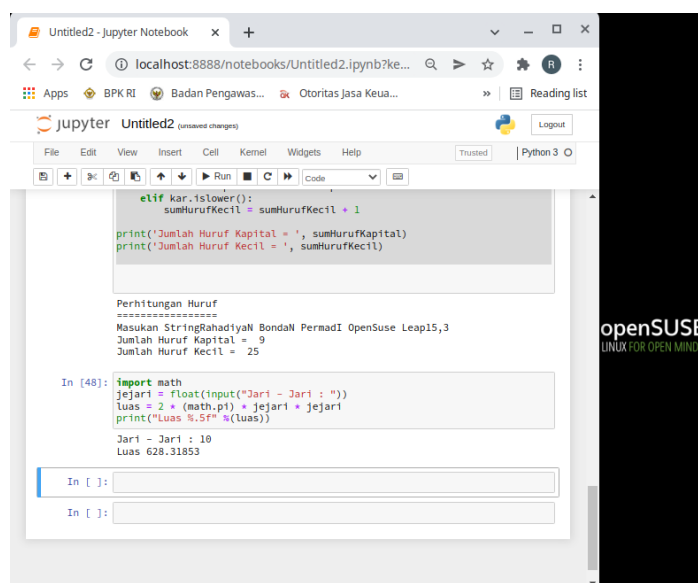 Untitled2 - Jupyter Notebook
localhost:8888/notebooks/Untitled2.ipynb?ke...
R
Apps
BPK RI
Badan Pengawas...
Otoritas Jasa Keua...
»
Reading list
jupyter Untitled2 (unsaved changes)
Logout
File Edit View Insert Cell Kernel Widgets Help
Trusted
Python 3
Run
Code
elif kar.islower():
sumHurufKecil = sumHurufKecil + 1
print('Jumlah Huruf Kapital = ', sumHurufKapital)
print('Jumlah Huruf Kecil = ', sumHurufKecil)
Perhitungan Huruf
=================
Masukan StringRahadiyaN BondaN PermadI OpenSuse Leap15,3
Jumlah Huruf Kapital =  9
Jumlah Huruf Kecil =  25
In [48]:
import math
jejari = float(input("Jari - Jari : "))
luas = 2 * (math.pi) * jejari * jejari
print("Luas %.5f" %(luas))
Jari - Jari : 10
Luas 628.31853
In [ ]:
In [ ]:
openSUSE
LINUX FOR OPEN MIND